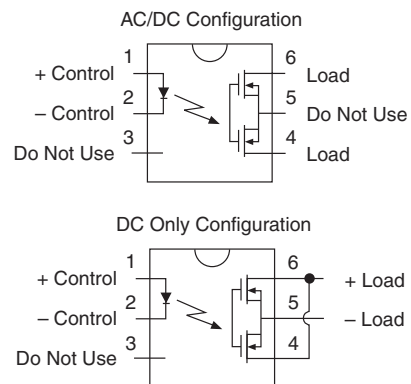 AC/DC Configuration
1 6
+ Control Load
2 5
– Control Do Not Use
3 4
Do Not Use Load
DC Only Configuration
1 6
+ Control + Load
2 5
– Control – Load
3 4
Do Not Use